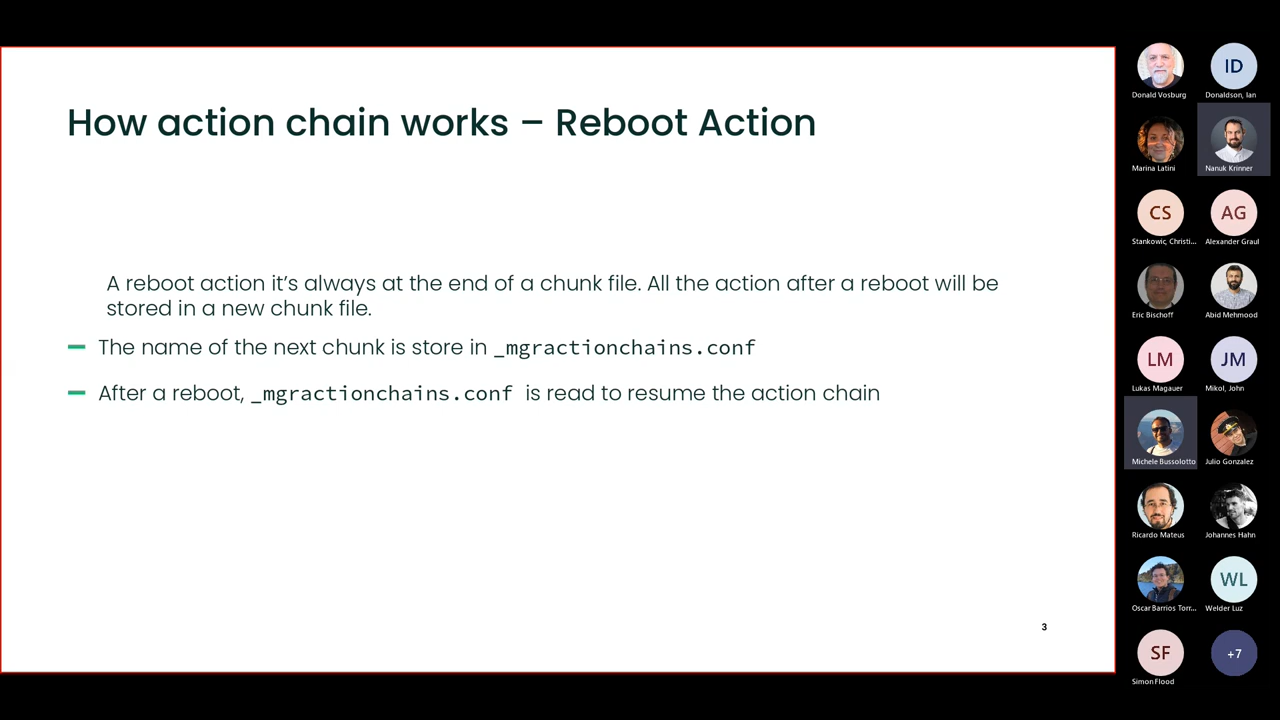 How action chain works – Reboot Action
A reboot action it's always at the end of a chunk file. All the action after a reboot will be
stored in a new chunk file.
The name of the next chunk is store in _mgractionchains.conf
After a reboot, _mgractionchains.conf is read to resume the action chain
3
Donald Vosburg
ID
Donaldson, Ian
Marina Latini
Nanuk Krinner
CS
Stankowic, Christi...
AG
Alexander Graul
Eric Bischoff
Abid Mehmood
LM
Lukas Magauer
JM
Mikol, John
Michele Bussolotto
Julio Gonzalez
Ricardo Mateus
Johannes Hahn
Oscar Barrios Torr...
WL
Welder Luz
SF
Simon Flood
+7